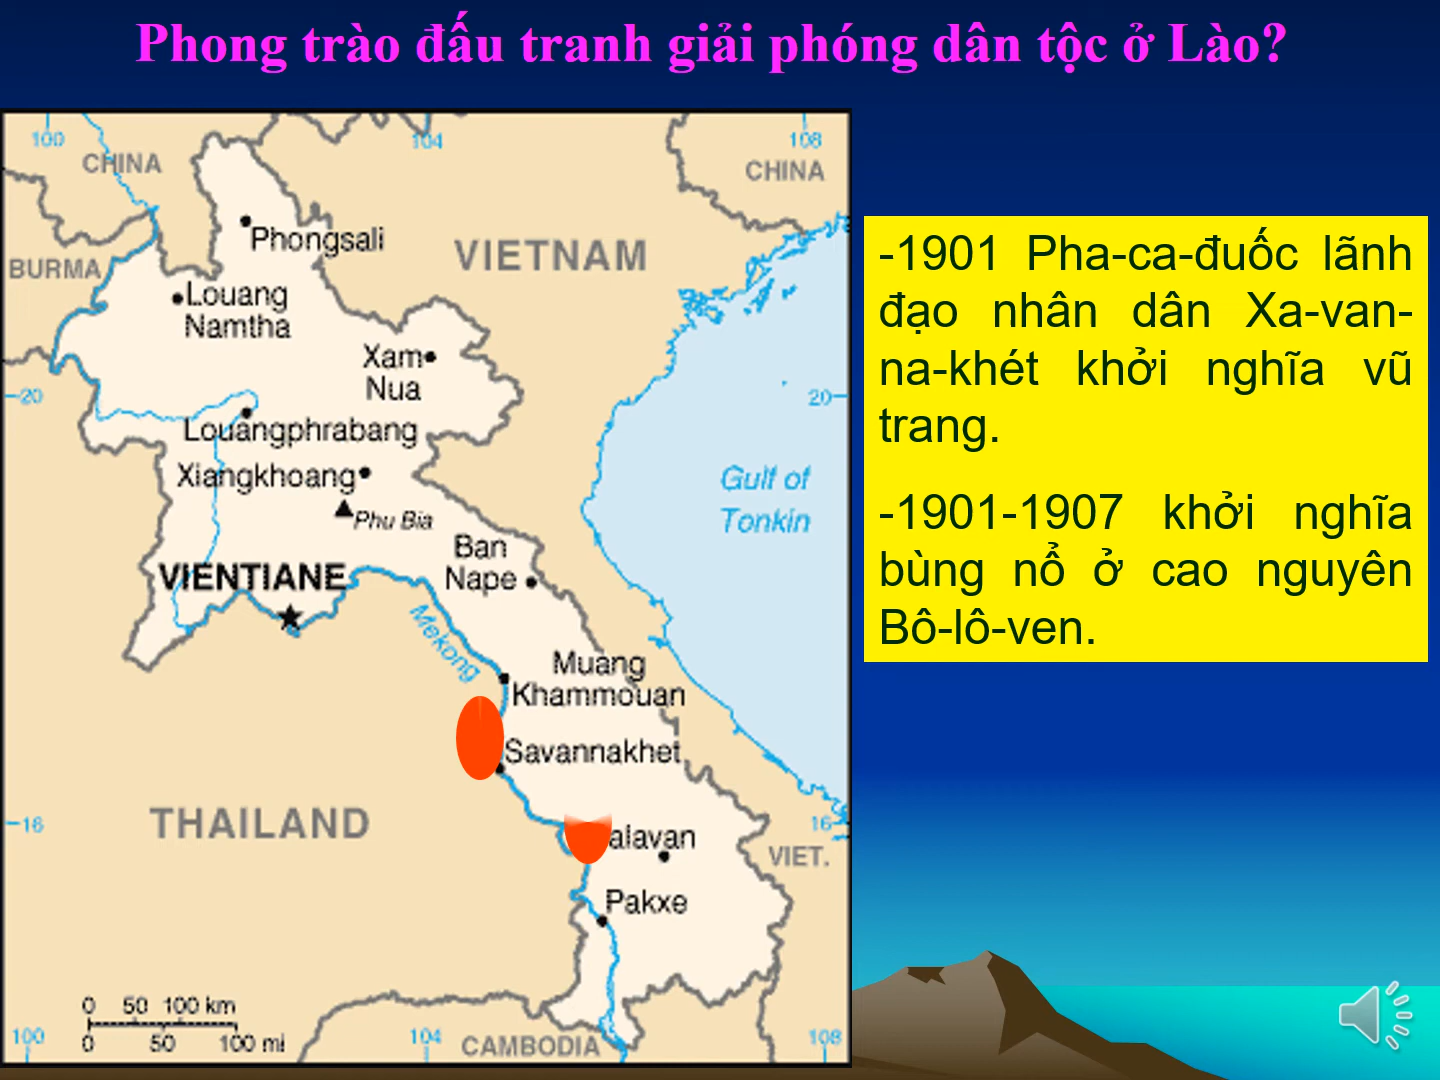 Phong trào đấu tranh giải phóng dân tộc ở Lào?
100
104
108
CHINA
CHINA
BURMA
Phongsali
VIETNAM
Louang
Namtha
Xam
Nua
20
20
Louangphrabang
Xiangkhoang
Phu Bia
Gulf of
Tonkin
Ban
Nape
VIENTIANE
Mekong
Muang
Khammouan
Savannakhet
THAILAND
16
16
alavan
VIET.
Pakxe
0 50 100 km
0 50 100 mi
100
104
CAMBODIA
108
-1901 Pha-ca-đuốc lãnh
đạo nhân dân Xa-van-
na-khét khởi nghĩa vũ
trang.
-1901-1907 khởi nghĩa
bùng nổ ở cao nguyên
Bô-lô-ven.